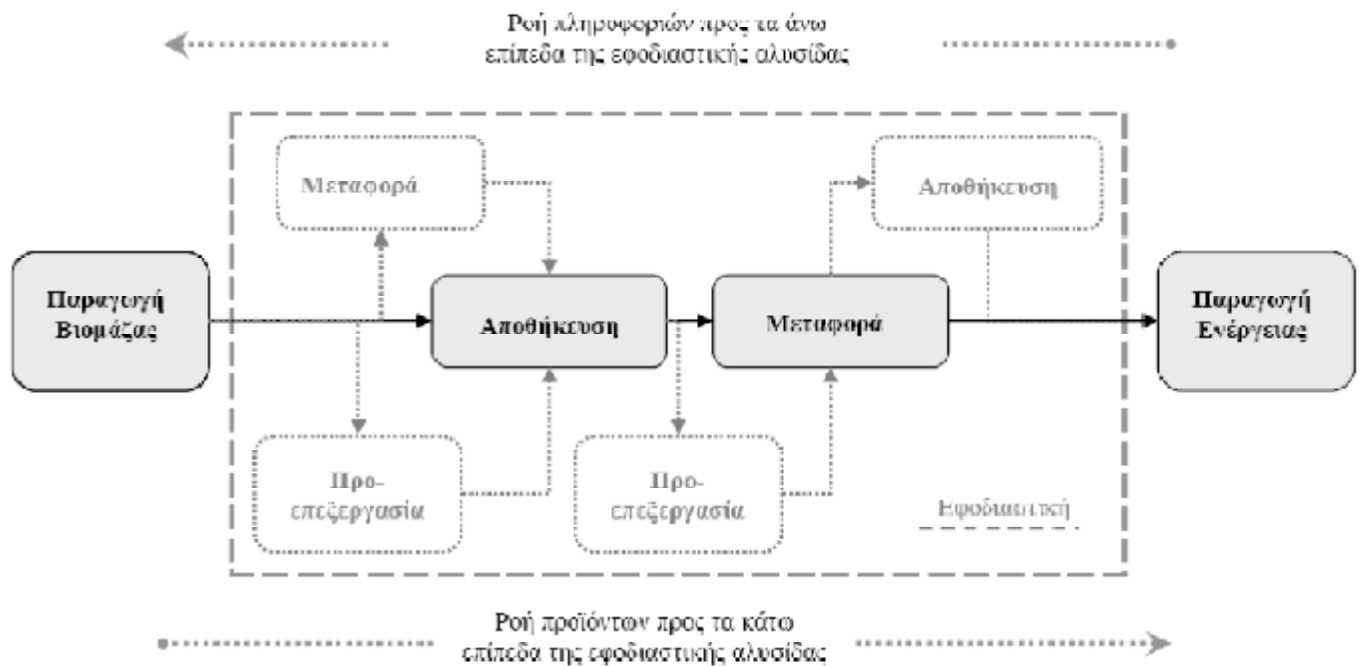 Ροή πληροφοριών προς τα άνω
επίπεδα της εφοδιαστικής αλυσίδας
Μεταφορά
Αποθήκευση
Παραγωγή
Βιομάζας
Αποθήκευση
Μεταφορά
Παραγωγή
Ενέργειας
Προ-
επεξεργασία
Προ-
επεξεργασία
Εφοδιαστική
Ροή προϊόντων προς τα κάτω
επίπεδα της εφοδιαστικής αλυσίδας